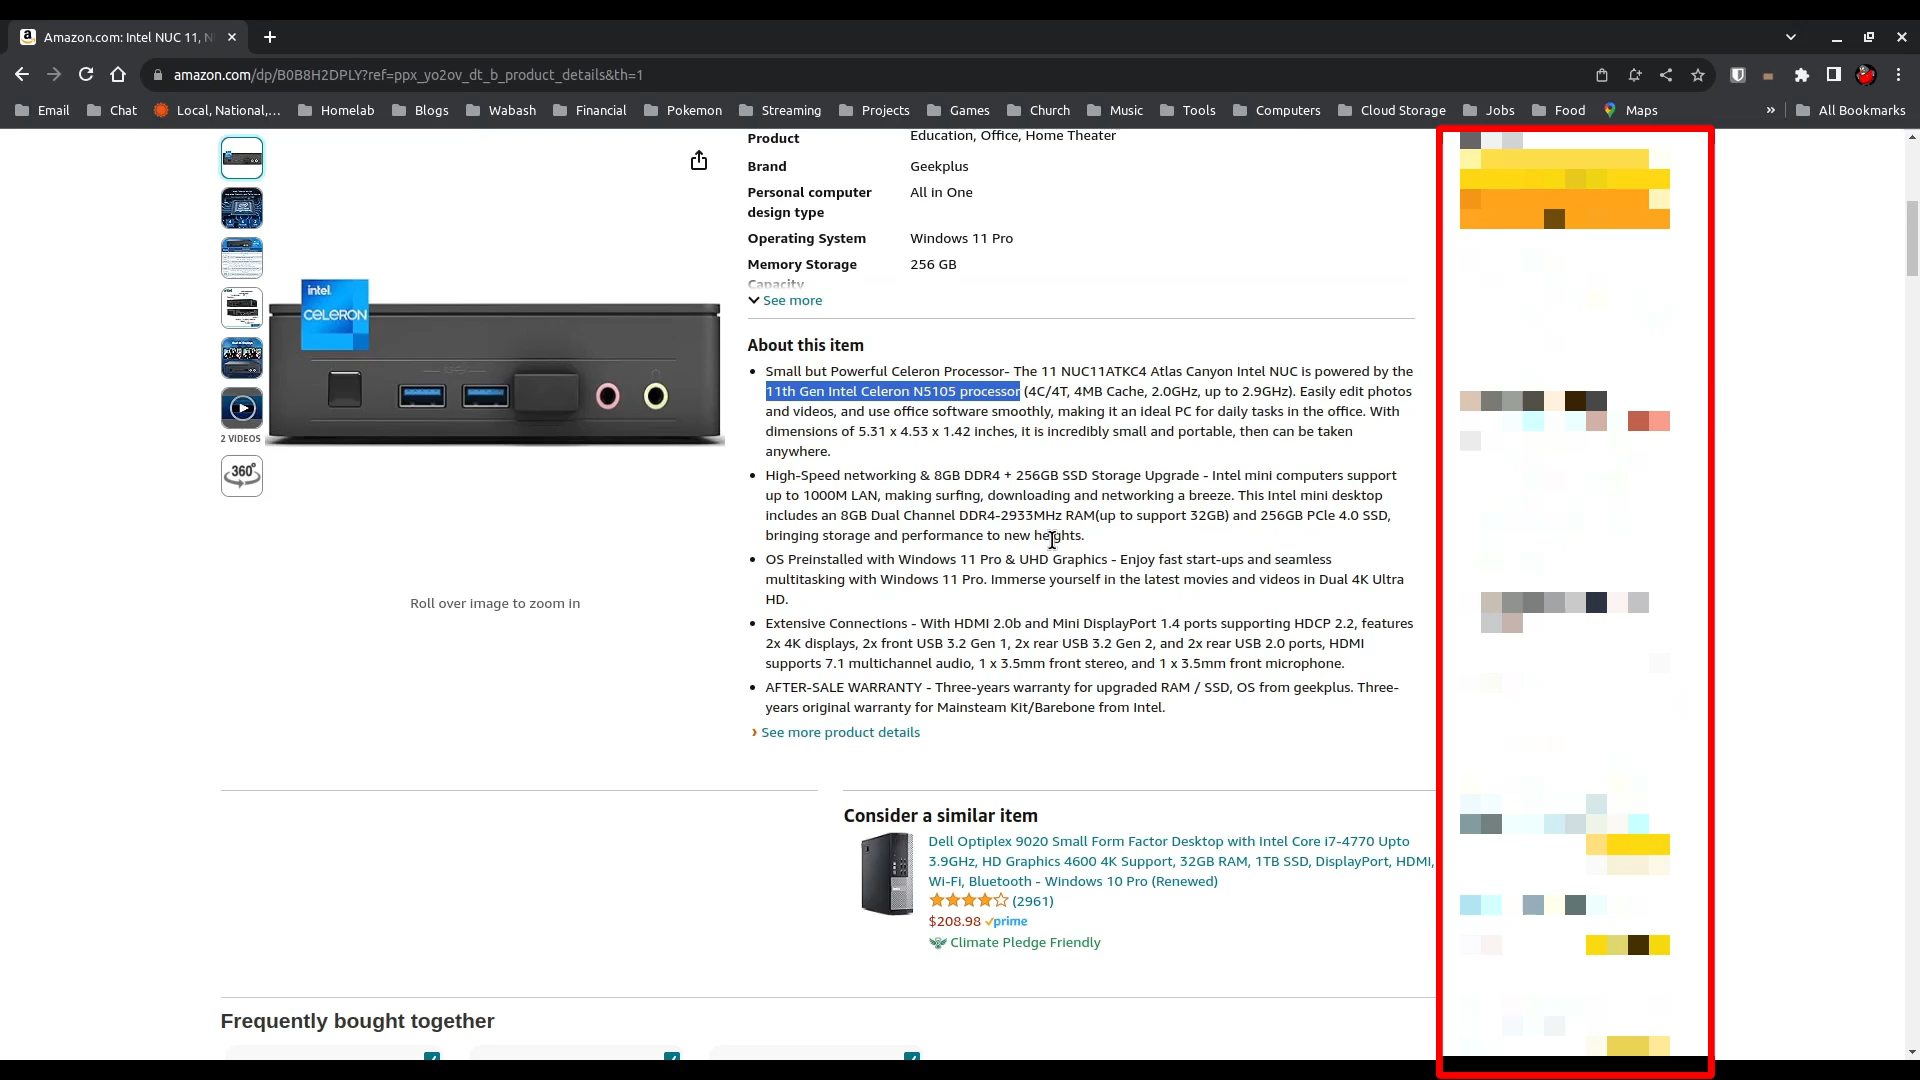 Amazon.com: Intel NUC 11, N
amazon.com/dp/B0B8H2DPLY?ref=ppx_yo2ov_dt_b_product_details&th=1
Email Chat Local, National,... Homelab Blogs Wabash Financial Pokemon Streaming Projects Games Church Music Tools Computers Cloud Storage Jobs Food Maps » All Bookmarks
Product Education, Office, Home Theater
Brand Geekplus
Personal computer All in One
design type
Operating System Windows 11 Pro
Memory Storage 256 GB
Capacity
See more
intel
CELERON
2 VIDEOS
360°
Roll over image to zoom in
About this item
• Small but Powerful Celeron Processor- The 11 NUC11ATKC4 Atlas Canyon Intel NUC is powered by the
11th Gen Intel Celeron N5105 processor (4C/4T, 4MB Cache, 2.0GHz, up to 2.9GHz). Easily edit photos
and videos, and use office software smoothly, making it an ideal PC for daily tasks in the office. With
dimensions of 5.31 x 4.53 x 1.42 inches, it is incredibly small and portable, then can be taken
anywhere.
• High-Speed networking & 8GB DDR4 + 256GB SSD Storage Upgrade - Intel mini computers support
up to 1000M LAN, making surfing, downloading and networking a breeze. This Intel mini desktop
includes an 8GB Dual Channel DDR4-2933MHz RAM(up to support 32GB) and 256GB PCle 4.0 SSD,
bringing storage and performance to new heights.
• OS Preinstalled with Windows 11 Pro & UHD Graphics - Enjoy fast start-ups and seamless
multitasking with Windows 11 Pro. Immerse yourself in the latest movies and videos in Dual 4K Ultra
HD.
• Extensive Connections - With HDMI 2.0b and Mini DisplayPort 1.4 ports supporting HDCP 2.2, features
2x 4K displays, 2x front USB 3.2 Gen 1, 2x rear USB 3.2 Gen 2, and 2x rear USB 2.0 ports, HDMI
supports 7.1 multichannel audio, 1 x 3.5mm front stereo, and 1 x 3.5mm front microphone.
• AFTER-SALE WARRANTY - Three-years warranty for upgraded RAM / SSD, OS from geekplus. Three-
years original warranty for Mainsteam Kit/Barebone from Intel.
› See more product details
Consider a similar item
Dell Optiplex 9020 Small Form Factor Desktop with Intel Core i7-4770 Upto
3.9GHz, HD Graphics 4600 4K Support, 32GB RAM, 1TB SSD, DisplayPort, HDMI,
Wi-Fi, Bluetooth - Windows 10 Pro (Renewed)
(2961)
$208.98 prime
Climate Pledge Friendly
Frequently bought together